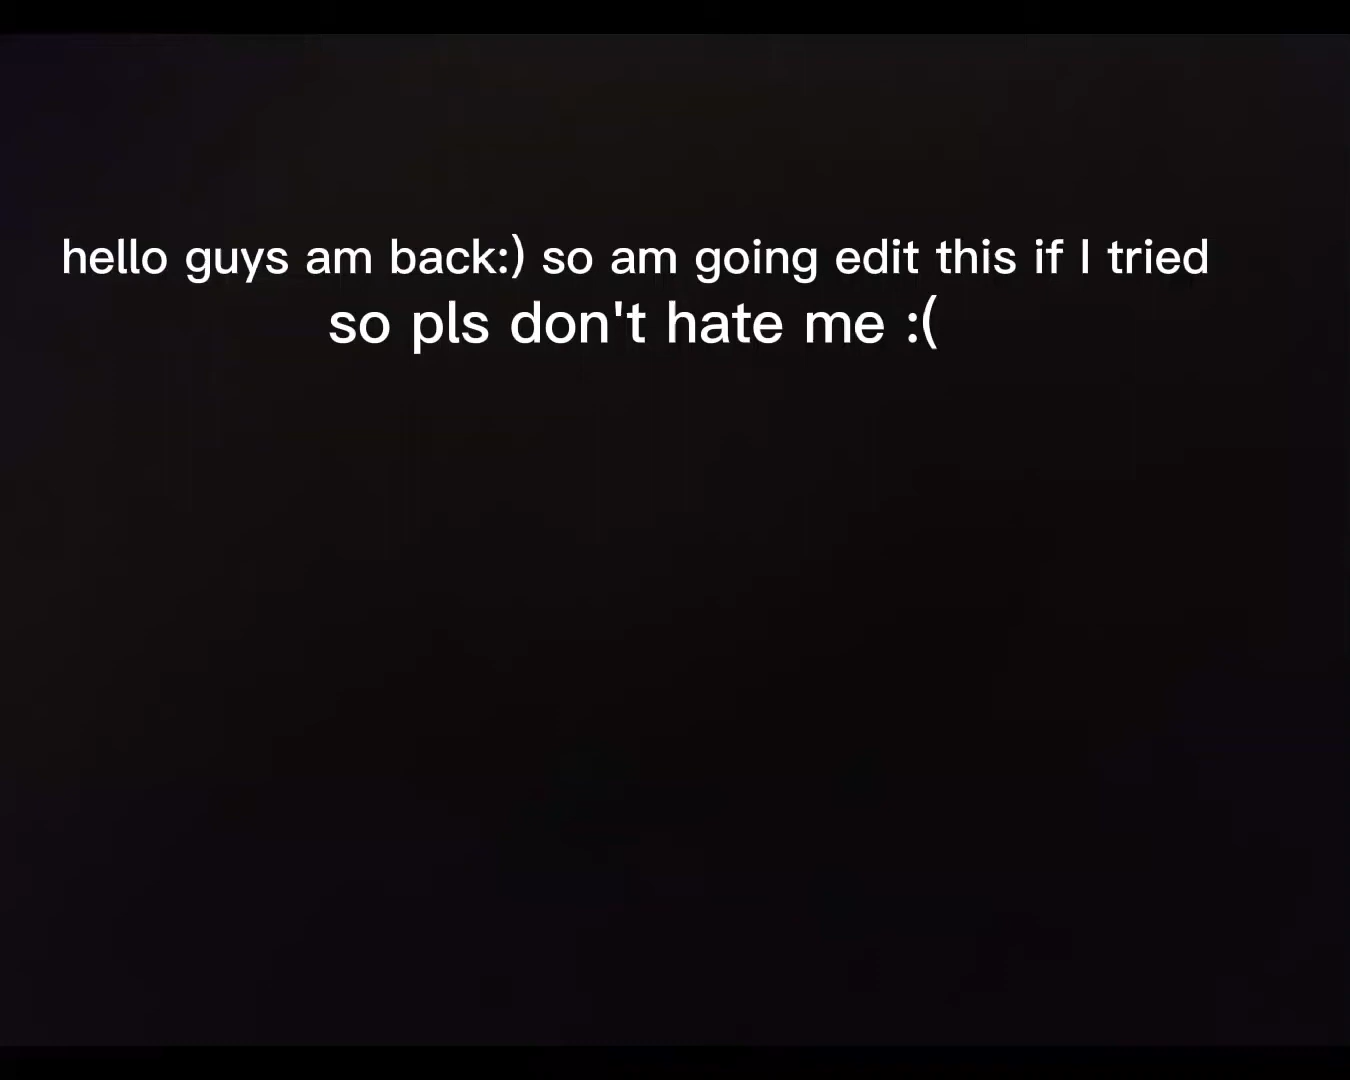 hello guys am back:) so am going edit this if I tried
so pls don't hate me :(